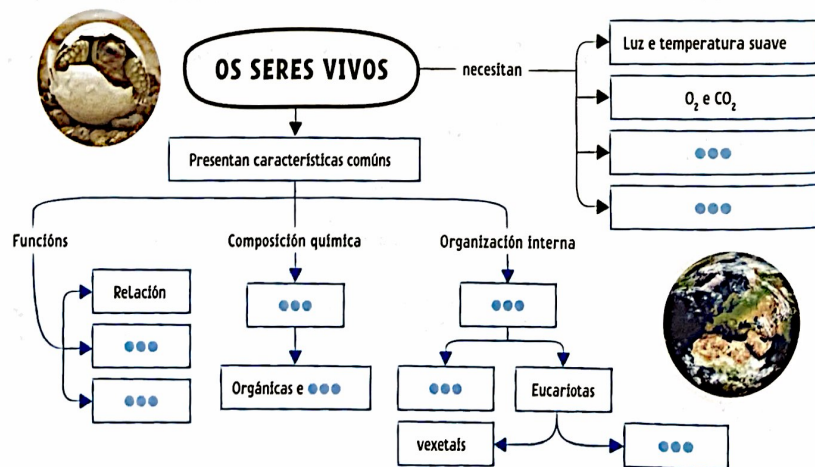 OS SERES VIVOS
necesitan
Luz e temperatura suave
O₂ e CO₂
Presentan características comúns
Funcións
Composición química
Organización interna
Relación
Orgánicas e
Eucariotas
vexetais